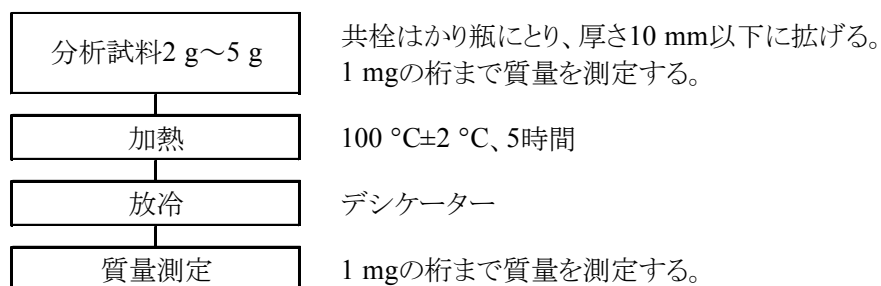 分析試料2 g～5 g
共栓はかり瓶にとり、厚さ10 mm以下に拡げる。
1 mgの桁まで質量を測定する。
加熱
100 °C±2 °C、5時間
放冷
デシケーター
質量測定
1 mgの桁まで質量を測定する。